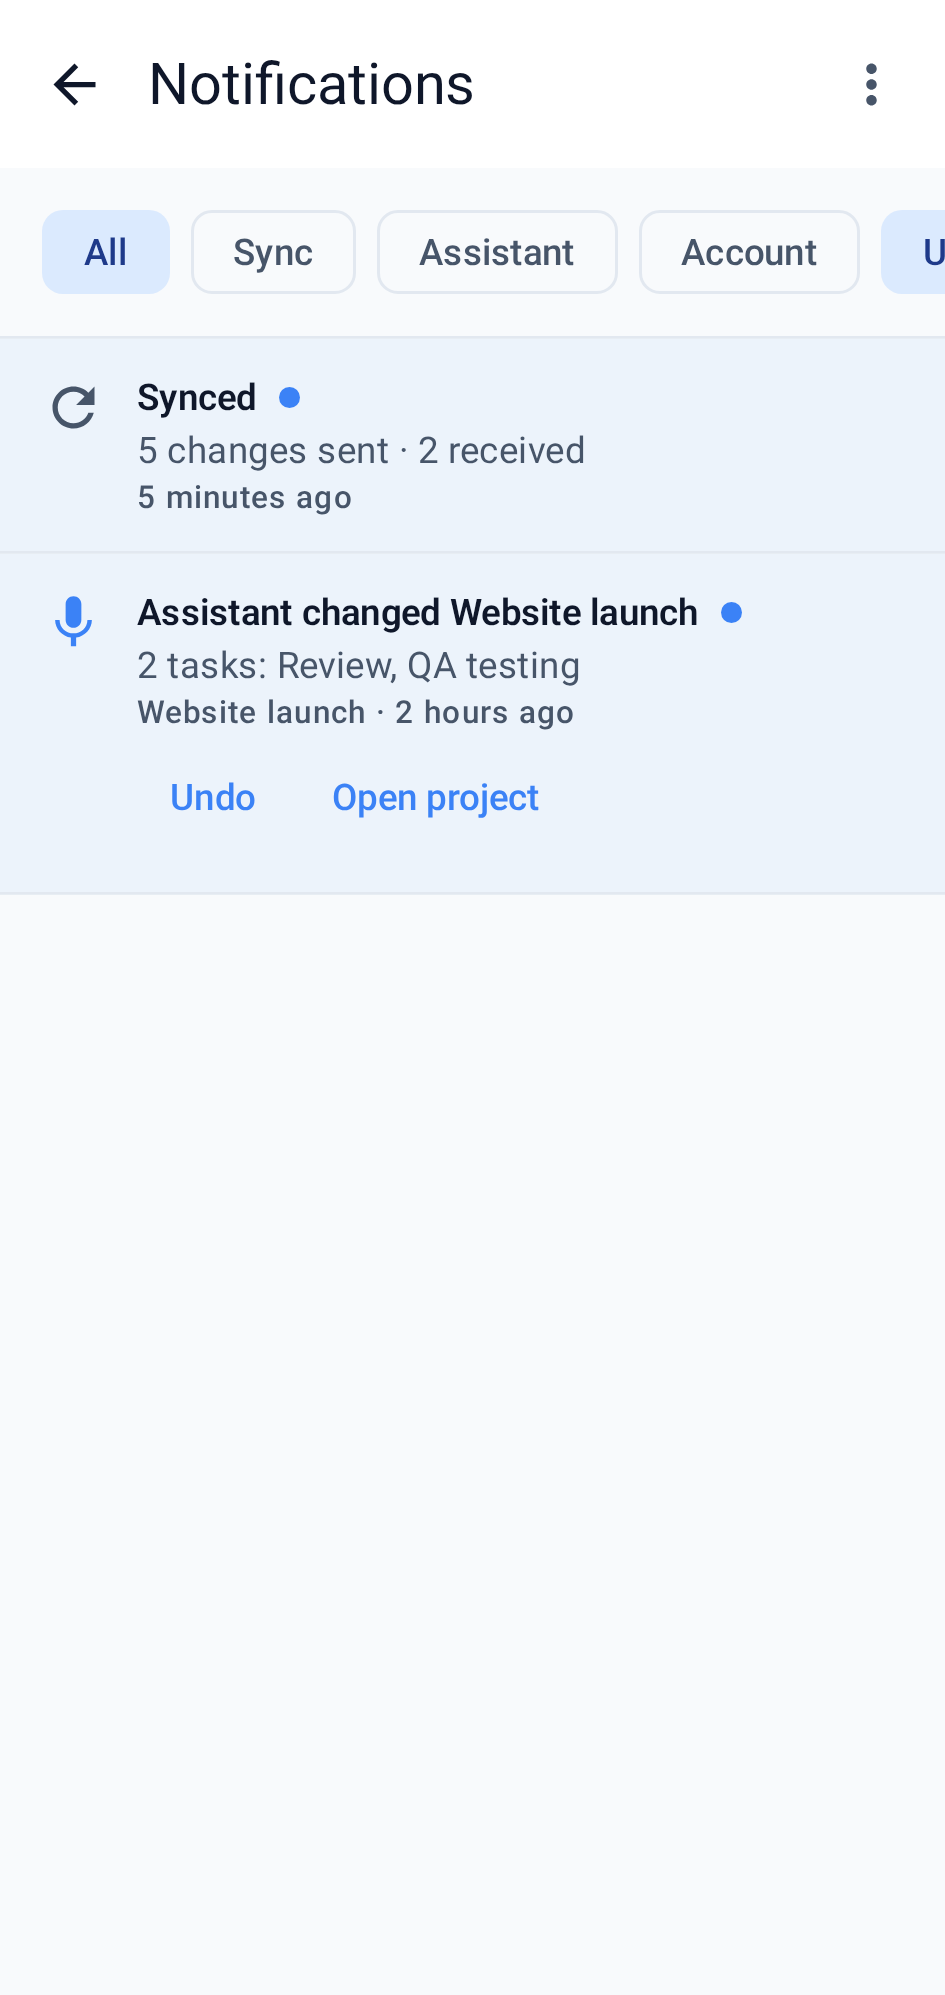 Notifications
All Sync Assistant Account U
Synced
5 changes sent · 2 received
5 minutes ago
Assistant changed Website launch
2 tasks: Review, QA testing
Website launch · 2 hours ago
Undo Open project